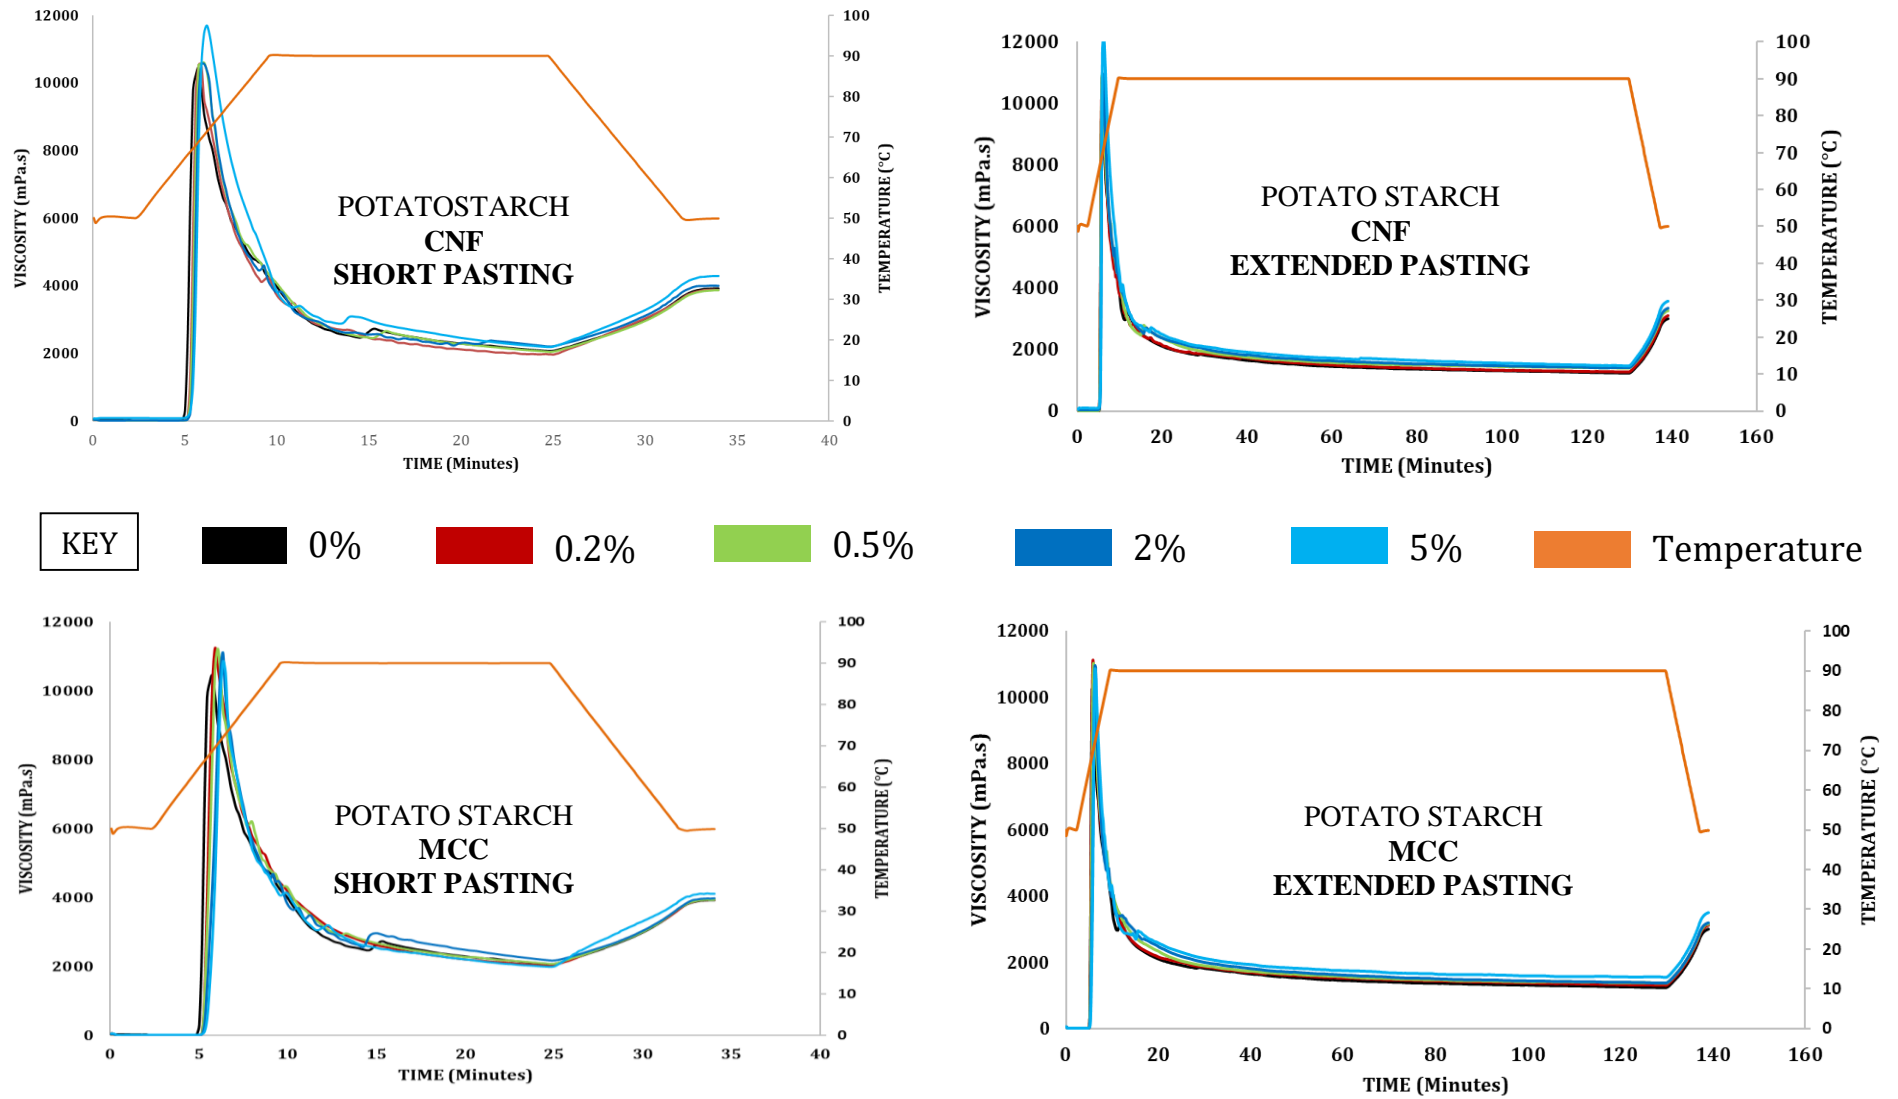 12000
10000
8000
6000
4000
2000
0
VISCOSITY (mPa.s)
100
90
80
70
60
50
40
30
20
10
0
TEMPERATURE (°C)
POTATOSTARCH
CNF
SHORT PASTING
0 5 10 15 20 25 30 35 40
TIME (Minutes)
12000
10000
8000
6000
4000
2000
0
VISCOSITY (mPa.s)
100
90
80
70
60
50
40
30
20
10
0
TEMPERATURE (°C)
POTATO STARCH
CNF
EXTENDED PASTING
0 20 40 60 80 100 120 140 160
TIME (Minutes)
KEY 0% 0.2% 0.5% 2% 5% Temperature
12000
10000
8000
6000
4000
2000
0
VISCOSITY (mPa.s)
100
90
80
70
60
50
40
30
20
10
0
TEMPERATURE (°C)
POTATO STARCH
MCC
SHORT PASTING
0 5 10 15 20 25 30 35 40
TIME (Minutes)
12000
10000
8000
6000
4000
2000
0
VISCOSITY (mPa.s)
100
90
80
70
60
50
40
30
20
10
0
TEMPERATURE (°C)
POTATO STARCH
MCC
EXTENDED PASTING
0 20 40 60 80 100 120 140 160
TIME (Minutes)